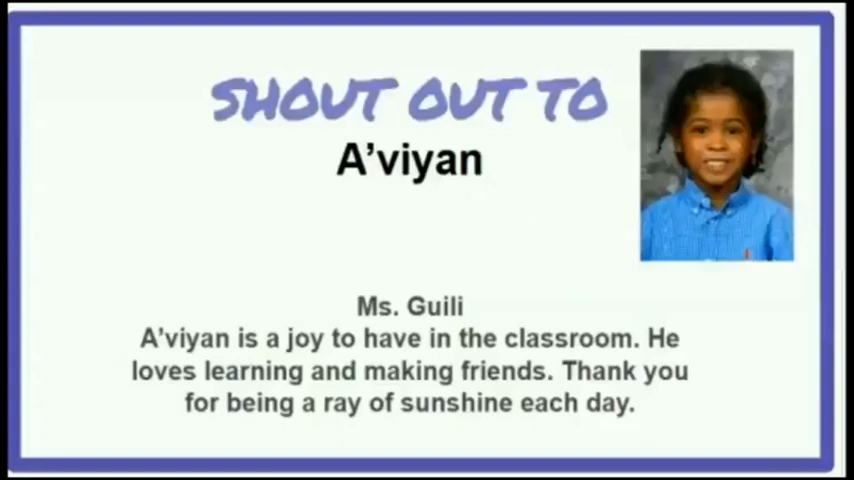 SHOUT OUT TO
A’viyan
Ms. Guili
A’viyan is a joy to have in the classroom. He
loves learning and making friends. Thank you
for being a ray of sunshine each day.